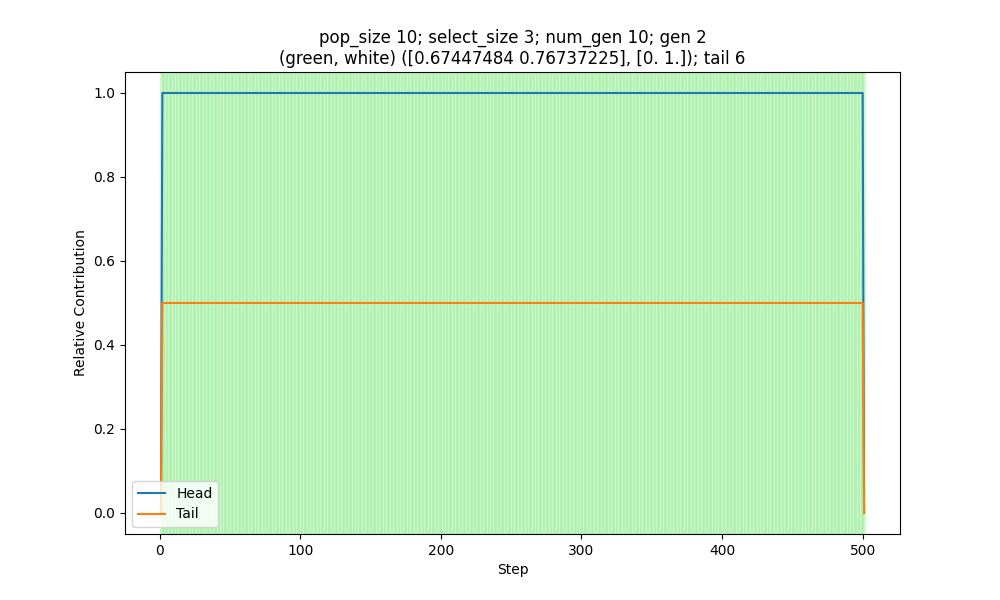 pop_size 10; select_size 3; num_gen 10; gen 2
(green, white) ([0.67447484 0.76737225], [0. 1.]); tail 6
1.0
0.8
0.6
0.4
0.2
0.0
Relative Contribution
Head
Tail
0
100
200
300
400
500
Step